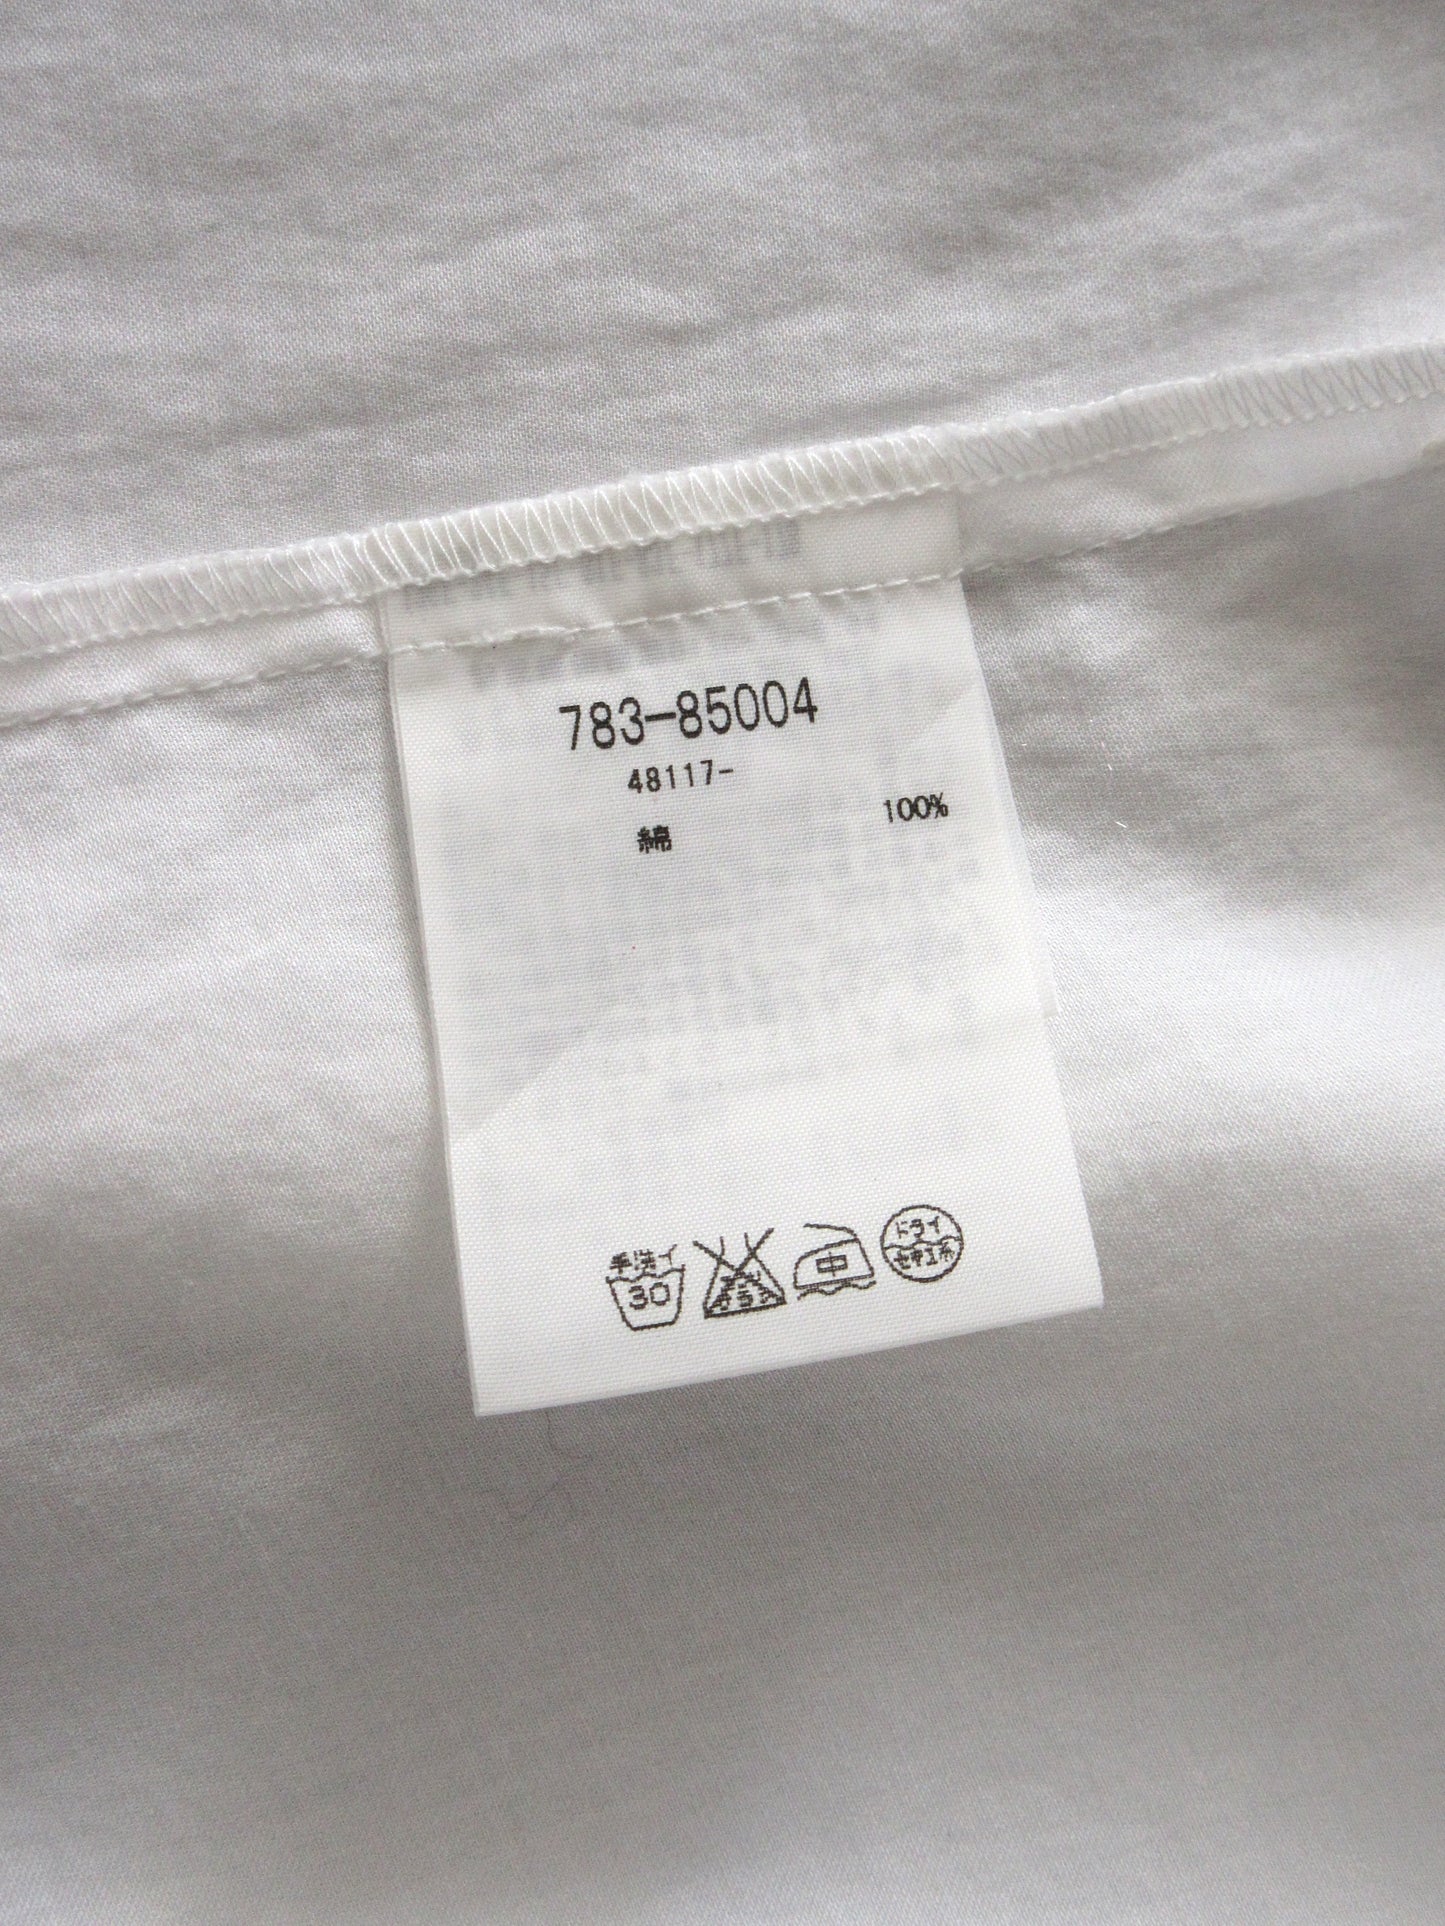 783-85004
48117-
綿 100%
手洗イ 30
中
ドライ
セキユ系